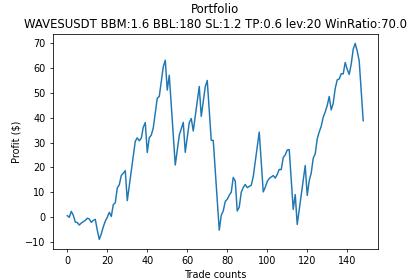 Portfolio
WAVESUSDT BBM:1.6 BBL:180 SL:1.2 TP:0.6 lev:20 WinRatio:70.0
70
60
50
40
30
20
10
0
−10
Profit ($)
0 20 40 60 80 100 120 140
Trade counts